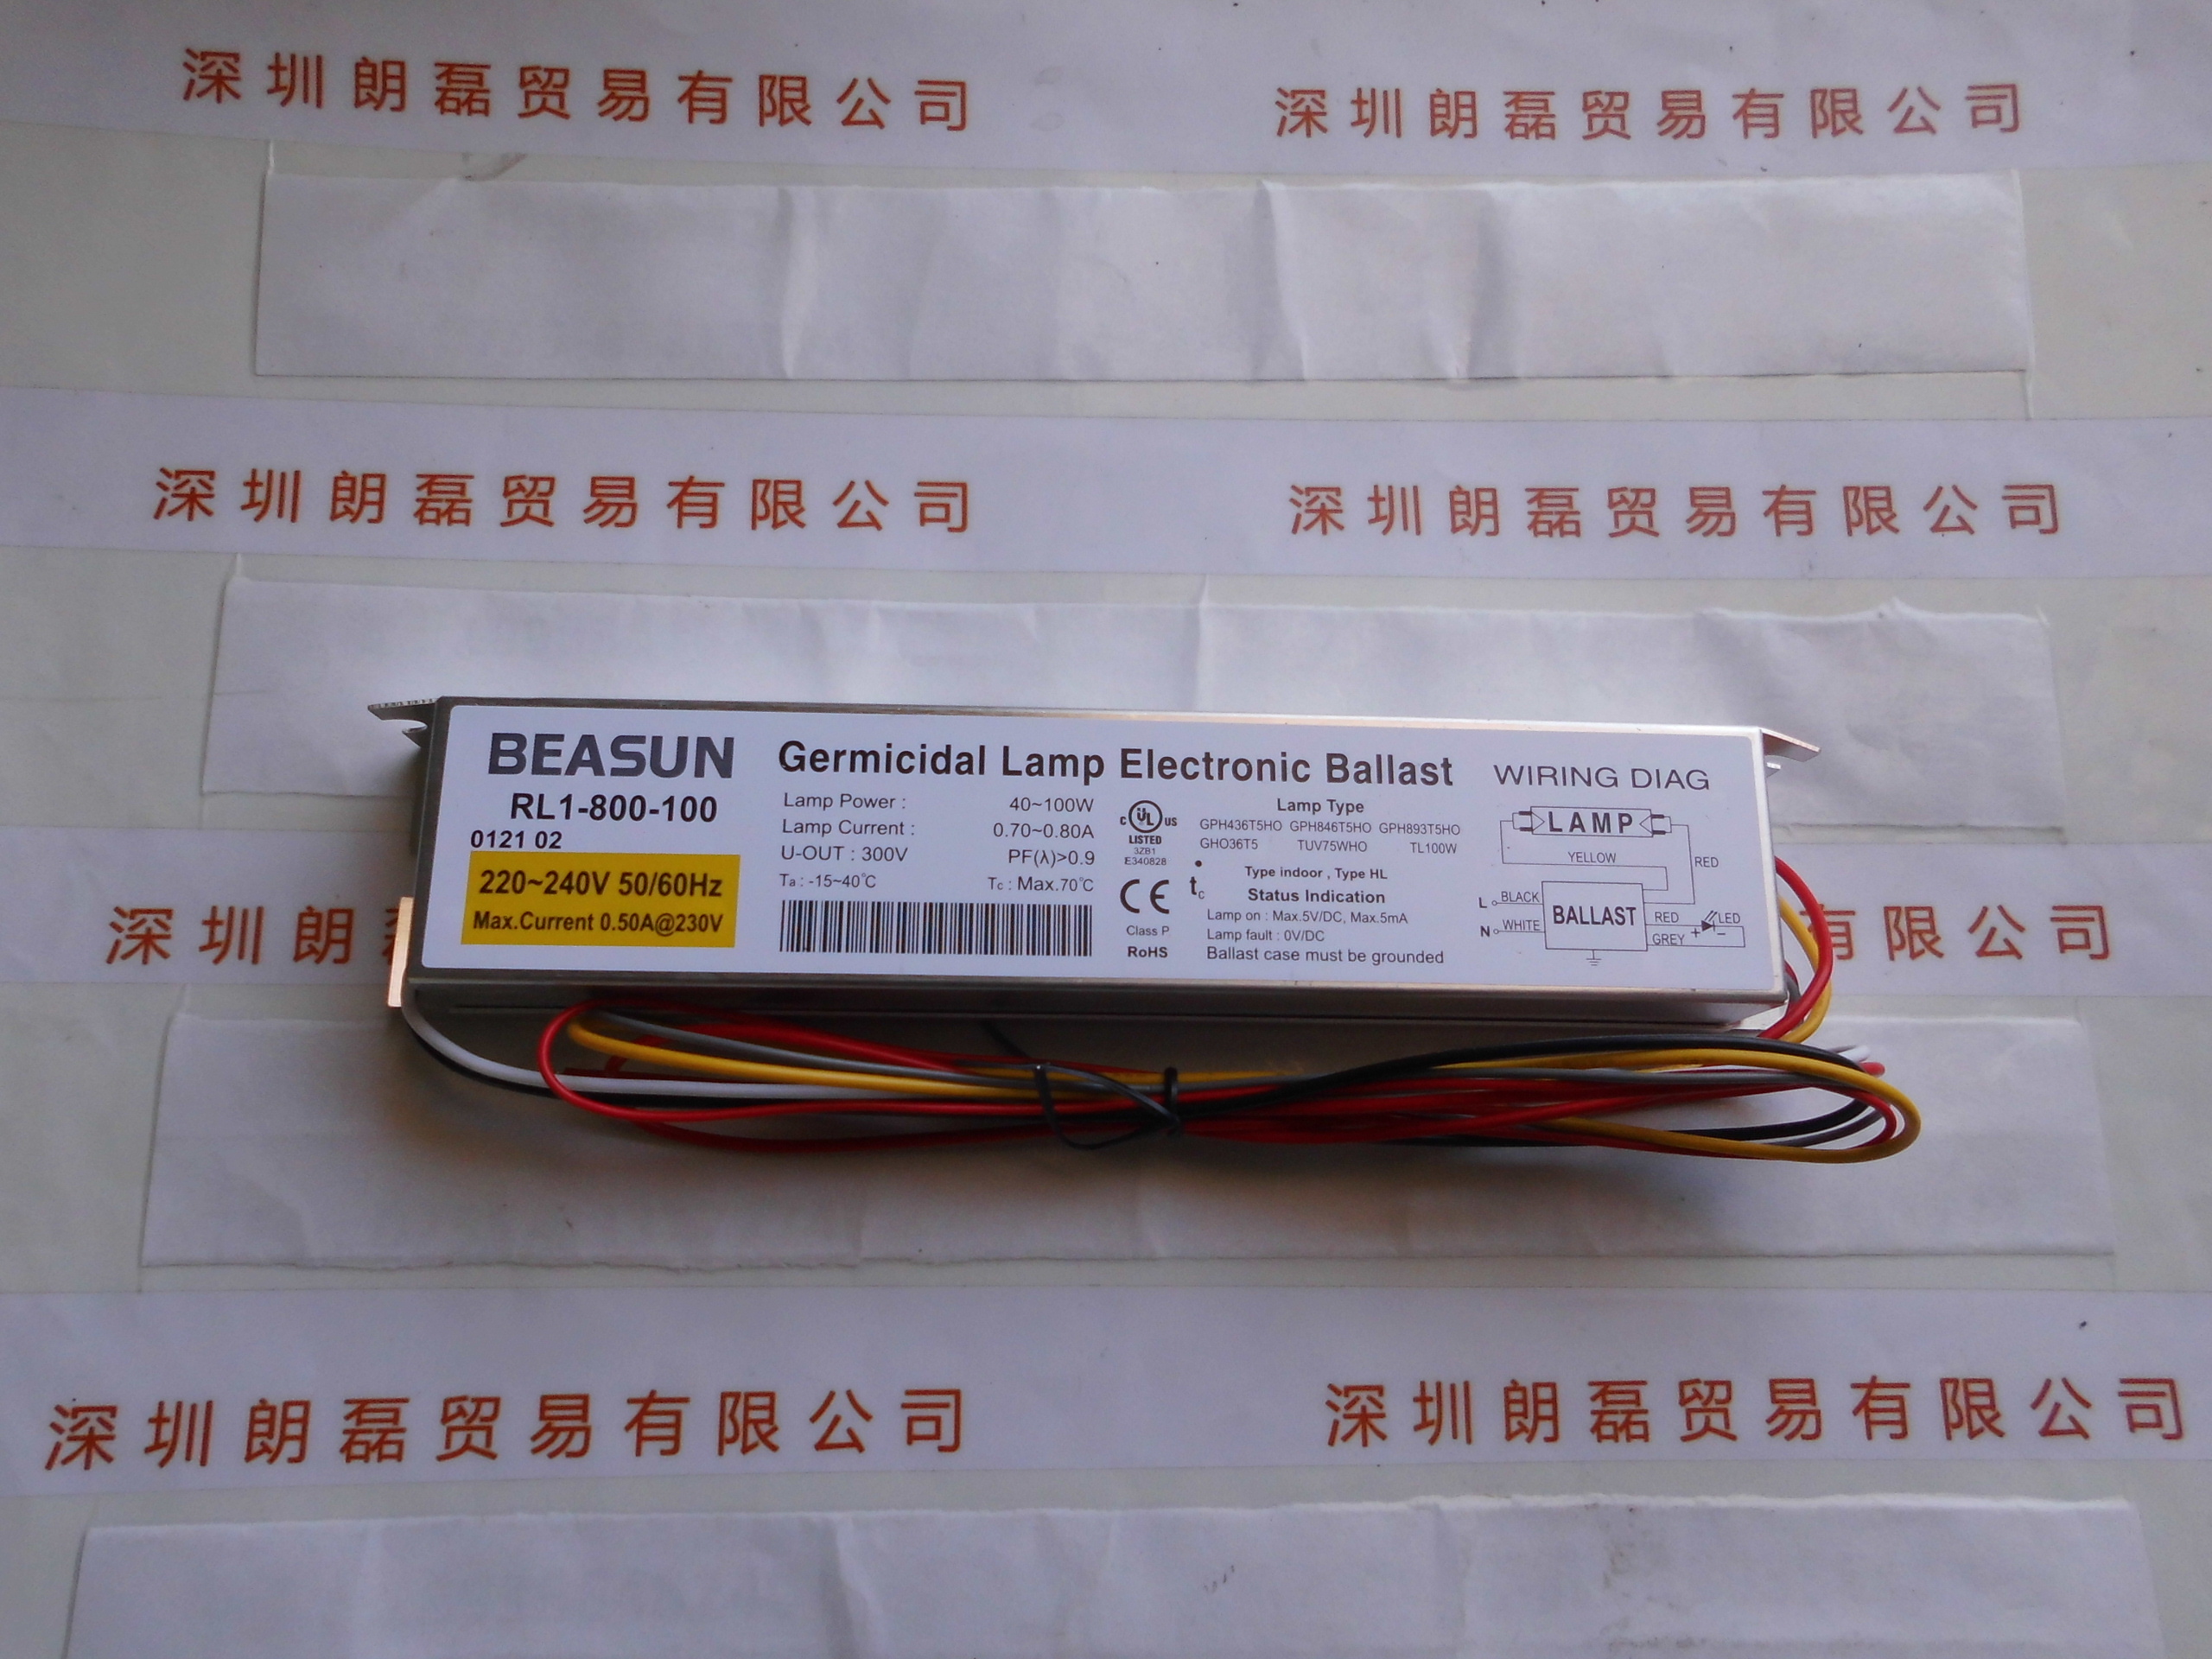 深圳朗磊贸易有限公司 深圳朗磊贸易有限公司
深圳朗磊贸易有限公司 深圳朗磊贸易有限公司
BEASUN
RL1-800-100
0121 02
220~240V 50/60Hz
Max.Current 0.50A@230V
Germicidal Lamp Electronic Ballast
Lamp Power : 40~100W
Lamp Current : 0.70~0.80A
U-OUT : 300V PF(λ)>0.9
Ta : -15~40℃ Tc : Max.70℃
c UL us
LISTED
3ZB1
E340828
CE
Class P
RoHS
Lamp Type
GPH436T5HO GPH846T5HO GPH893T5HO
GHO36T5 TUV75WHO TL100W
tc
Type indoor , Type HL
Status Indication
Lamp on : Max.5V/DC, Max.5mA
Lamp fault : 0V/DC
Ballast case must be grounded
WIRING DIAG
LAMP
YELLOW
RED
L BLACK
N WHITE
BALLAST
RED
LED
GREY + −
深圳朗 有限公司
深圳朗磊贸易有限公司 深圳朗磊贸易有限公司